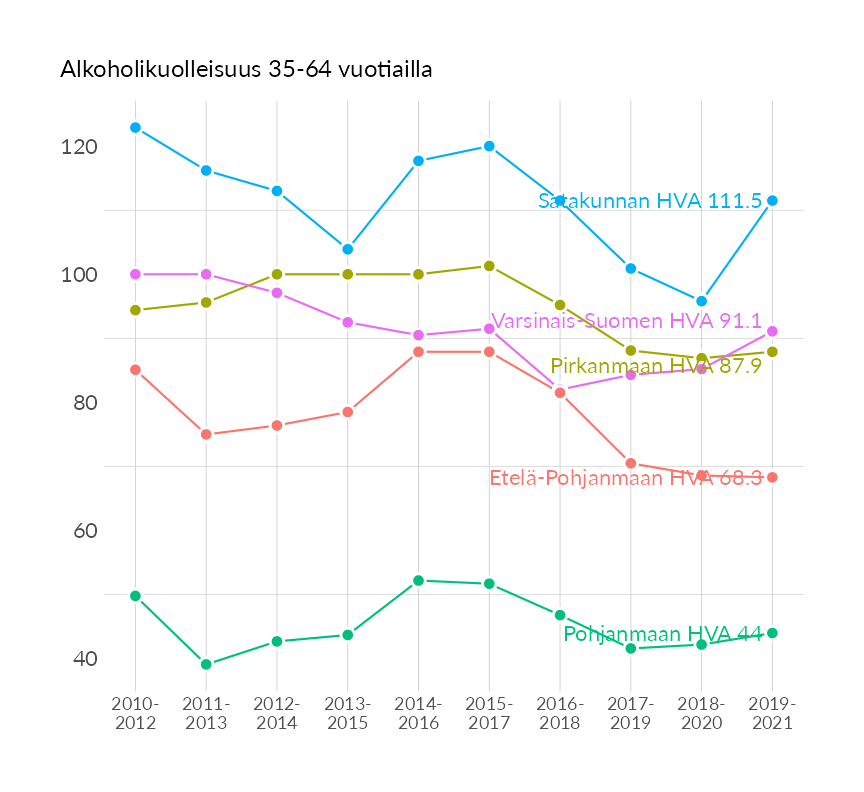 Alkoholikuolleisuus 35-64 vuotiailla
120
Satakunnan HVA 111.5
100
Varsinais-Suomen HVA 91.1
Pirkanmaan HVA 87.9
80
Etelä-Pohjanmaan HVA 68.3
60
Pohjanmaan HVA 44
40
2010- 2011- 2012- 2013- 2014- 2015- 2016- 2017- 2018- 2019-
2012 2013 2014 2015 2016 2017 2018 2019 2020 2021